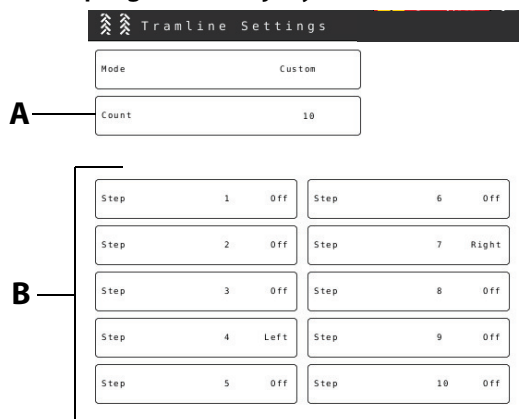 Tramline Settings
Mode Custom
A
Count 10
Step 1 Off Step 6 Off
Step 2 Off Step 7 Right
B
Step 3 Off Step 8 Off
Step 4 Left Step 9 Off
Step 5 Off Step 10 Off